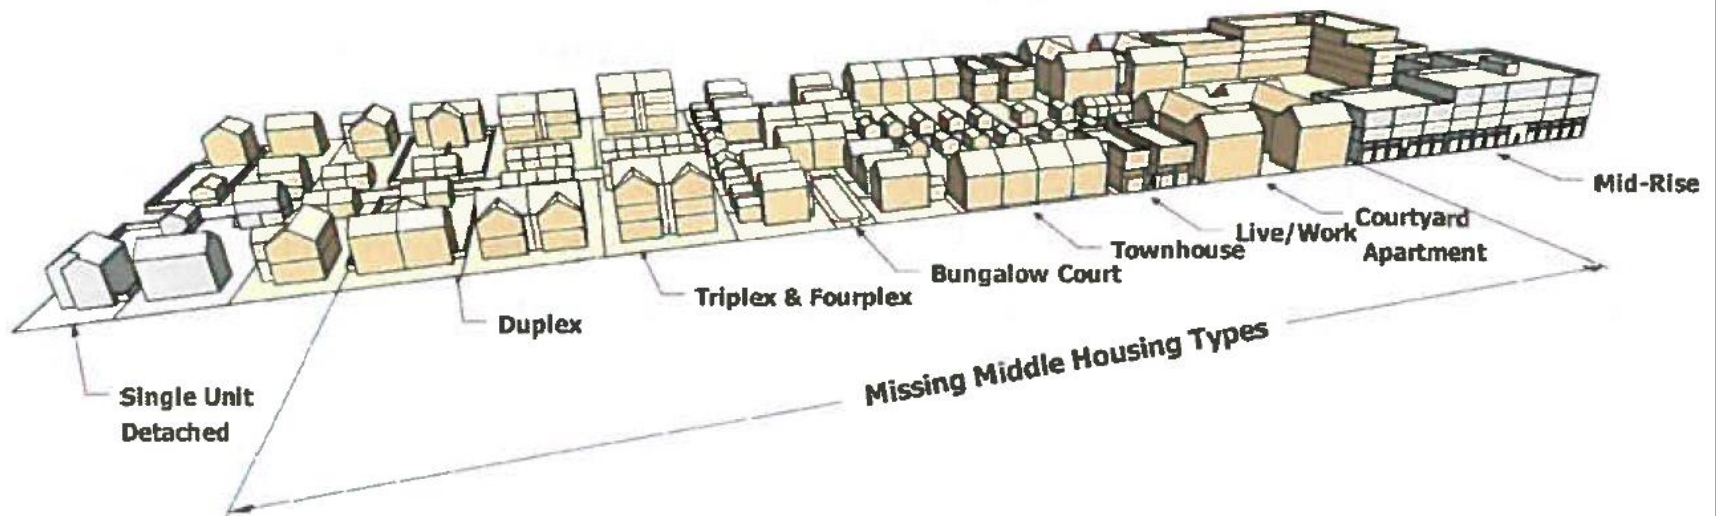 Single Unit
Detached
Duplex
Triplex & Fourplex
Bungalow Court
Townhouse
Live/Work
Courtyard
Apartment
Mid-Rise
Missing Middle Housing Types